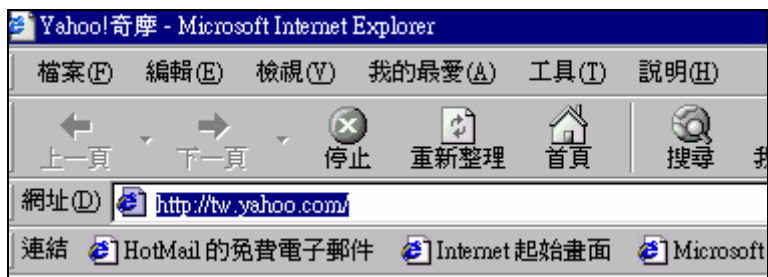 Yahoo!奇摩 - Microsoft Internet Explorer
檔案(F) 編輯(E) 檢視(V) 我的最愛(A) 工具(T) 說明(H)
上一頁 下一頁 停止 重新整理 首頁 搜尋 我
網址(D) http://tw.yahoo.com/
連結 HotMail 的免費電子郵件 Internet 起始畫面 Microsoft